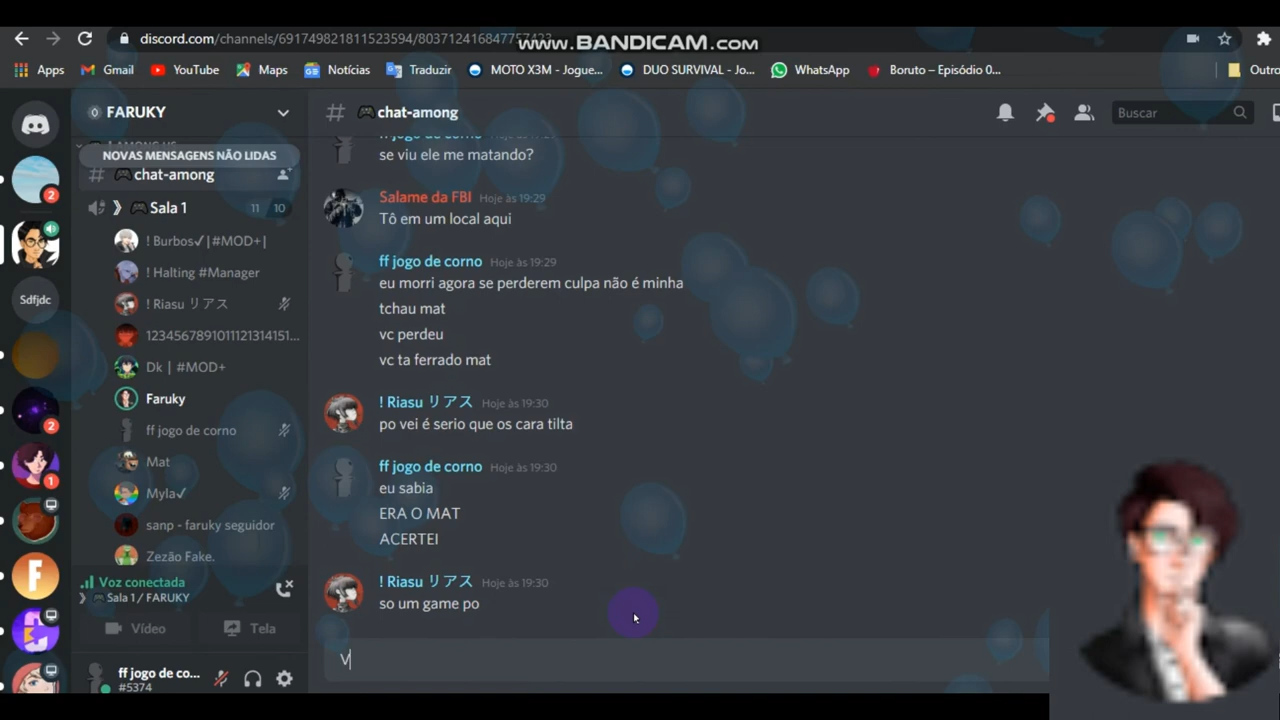 discord.com/channels/691749821811523594/803712416847757423
www.BANDICAM.com
Apps
Gmail
YouTube
Maps
Notícias
Traduzir
MOTO X3M - Jogue...
DUO SURVIVAL - Jo...
WhatsApp
Boruto – Episódio 0...
Outro
FARUKY
NOVAS MENSAGENS NÃO LIDAS
# chat-among
》 Sala 1 11 10
! Burbos✓|#MOD+|
! Halting #Manager
! Riasu リアス
1234567891011121314151...
Dk | #MOD+
Faruky
ff jogo de corno
Mat
Myla✓
sanp - faruky seguidor
Zezão Fake.
Voz conectada
》 Sala 1 / FARUKY
Vídeo
Tela
ff jogo de co...
#5374
2
Sdfjdc
2
1
F
# chat-among
Buscar
ff jogo de corno
se viu ele me matando?
Salame da FBI Hoje às 19:29
Tô em um local aqui
ff jogo de corno Hoje às 19:29
eu morri agora se perderem culpa não é minha
tchau mat
vc perdeu
vc ta ferrado mat
! Riasu リアス Hoje às 19:30
po vei é serio que os cara tilta
ff jogo de corno Hoje às 19:30
eu sabia
ERA O MAT
ACERTEI
! Riasu リアス Hoje às 19:30
so um game po
V